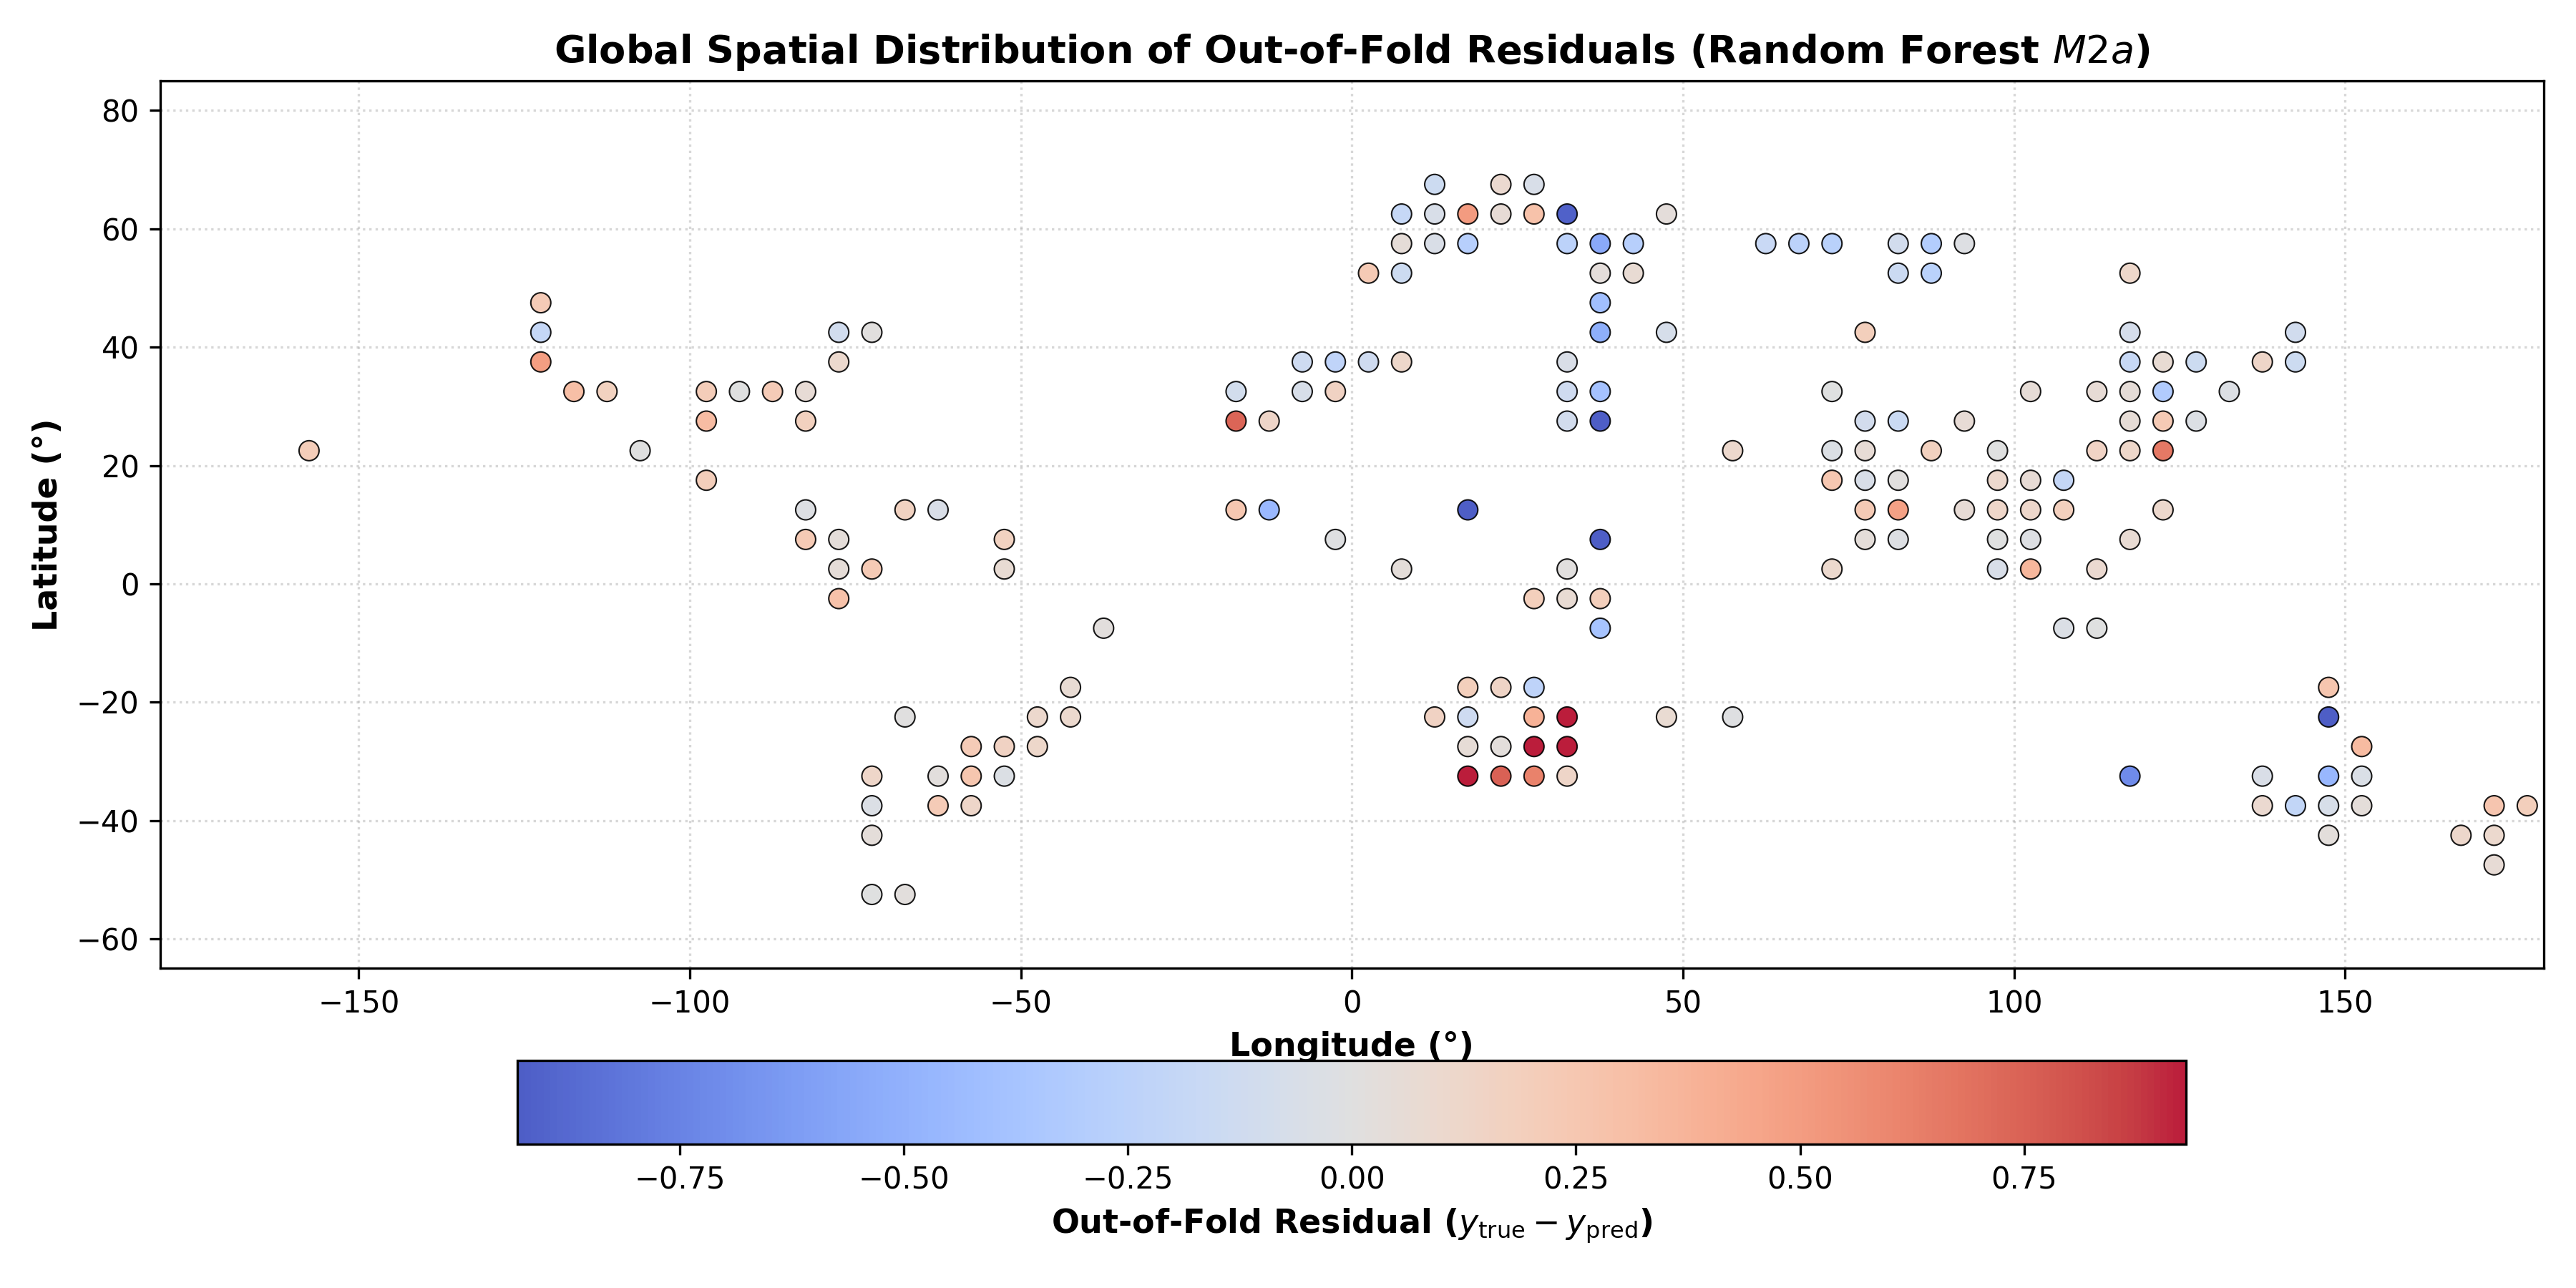 Global Spatial Distribution of Out-of-Fold Residuals (Random Forest M2a)
80
60
40
20
0
−20
−40
−60
Latitude (°)
−150 −100 −50 0 50 100 150
Longitude (°)
−0.75 −0.50 −0.25 0.00 0.25 0.50 0.75
Out-of-Fold Residual (y_true − y_pred)